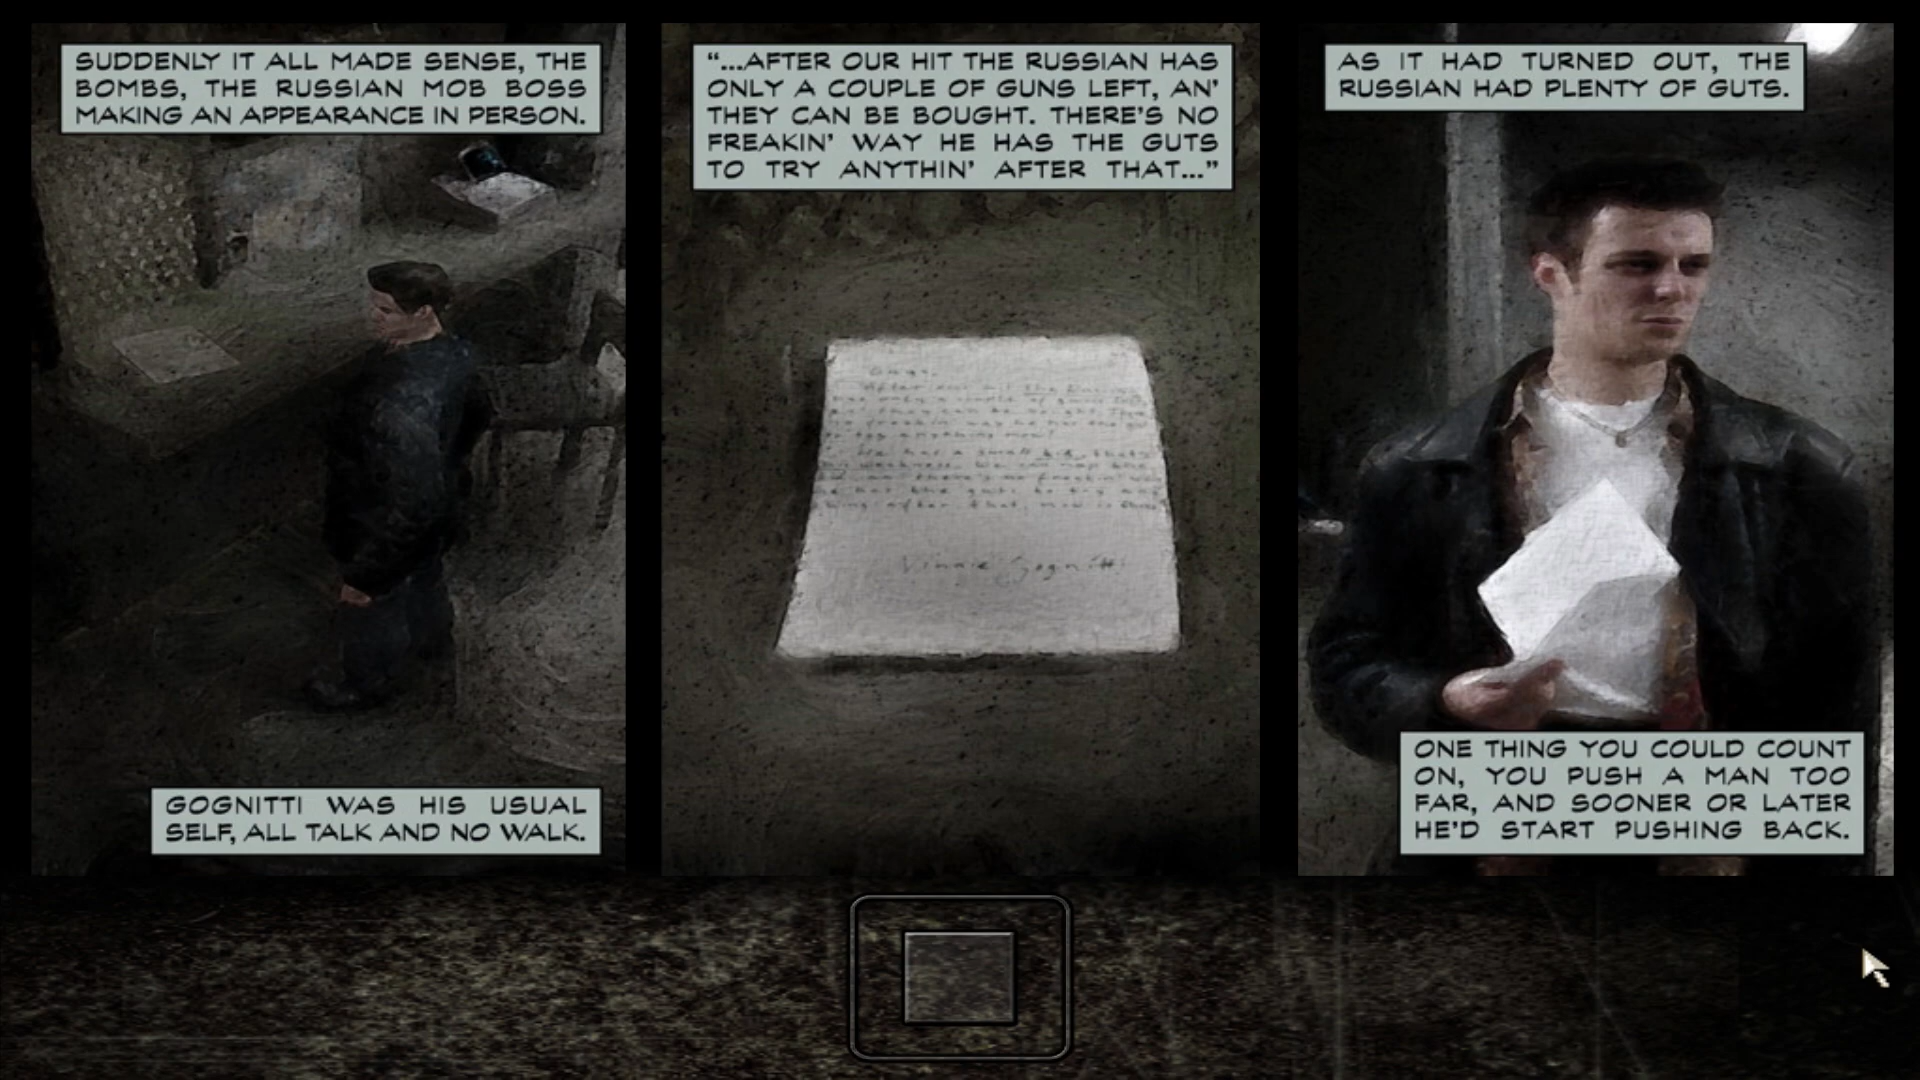 SUDDENLY IT ALL MADE SENSE, THE
BOMBS, THE RUSSIAN MOB BOSS
MAKING AN APPEARANCE IN PERSON.
GOGNITTI WAS HIS USUAL
SELF, ALL TALK AND NO WALK.
“...AFTER OUR HIT THE RUSSIAN HAS
ONLY A COUPLE OF GUNS LEFT, AN’
THEY CAN BE BOUGHT. THERE’S NO
FREAKIN’ WAY HE HAS THE GUTS
TO TRY ANYTHIN’ AFTER THAT...”
Vinnie Gognitti
AS IT HAD TURNED OUT, THE
RUSSIAN HAD PLENTY OF GUTS.
ONE THING YOU COULD COUNT
ON, YOU PUSH A MAN TOO
FAR, AND SOONER OR LATER
HE’D START PUSHING BACK.